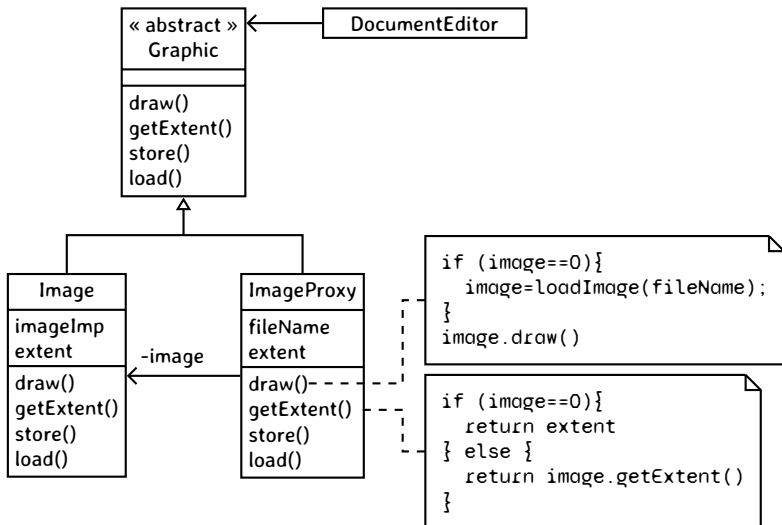 « abstract »
Graphic
draw()
getExtent()
store()
load()
DocumentEditor
Image
imageImp
extent
draw()
getExtent()
store()
load()
-image
ImageProxy
fileName
extent
draw()
getExtent()
store()
load()
if (image==0){
image=loadImage(fileName);
}
image.draw()
if (image==0){
return extent
} else {
return image.getExtent()
}